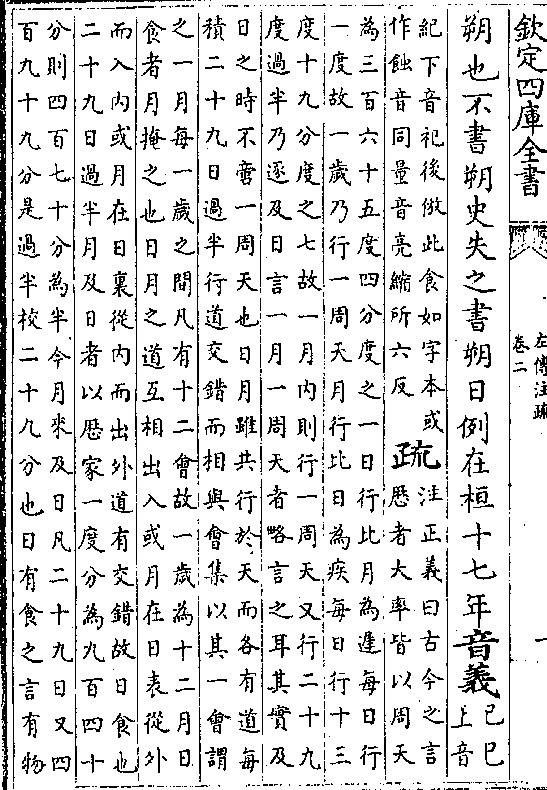 欽定四庫全書
左傳注疏
卷二
一
朔也不書朔史失之書朔日例在桓十七年音義
己巳
上音
紀下音祀後倣此食如字本或
作蝕音同量音亮縮所六反
疏
注正義曰古今之言
歷者大率皆以周天
為三百六十五度四分度之一日行比月為遲每日行
一度故一歲乃行一周天月行比日為疾每日行十三
度十九分度之七故一月內則行一周天又行二十九
度過半乃逐及日言一月一周天者略言之耳其實及
日之時不啻一周天也日月雖共行於天而各有道每
積二十九日過半行道交錯而相與會集以其一會謂
之一月每一歲之間凡有十二會故一歲為十二月日
食者月掩之也日月之道互相出入或月在日表從外
而入內或月在日裏從內而出外道有交錯故日食也
二十九日過半月及日者以歷家一度分為九百四十
分則四百七十分為半今月來及日凡二十九日又四
百九十九分是過半校二十九分也日有食之言有物